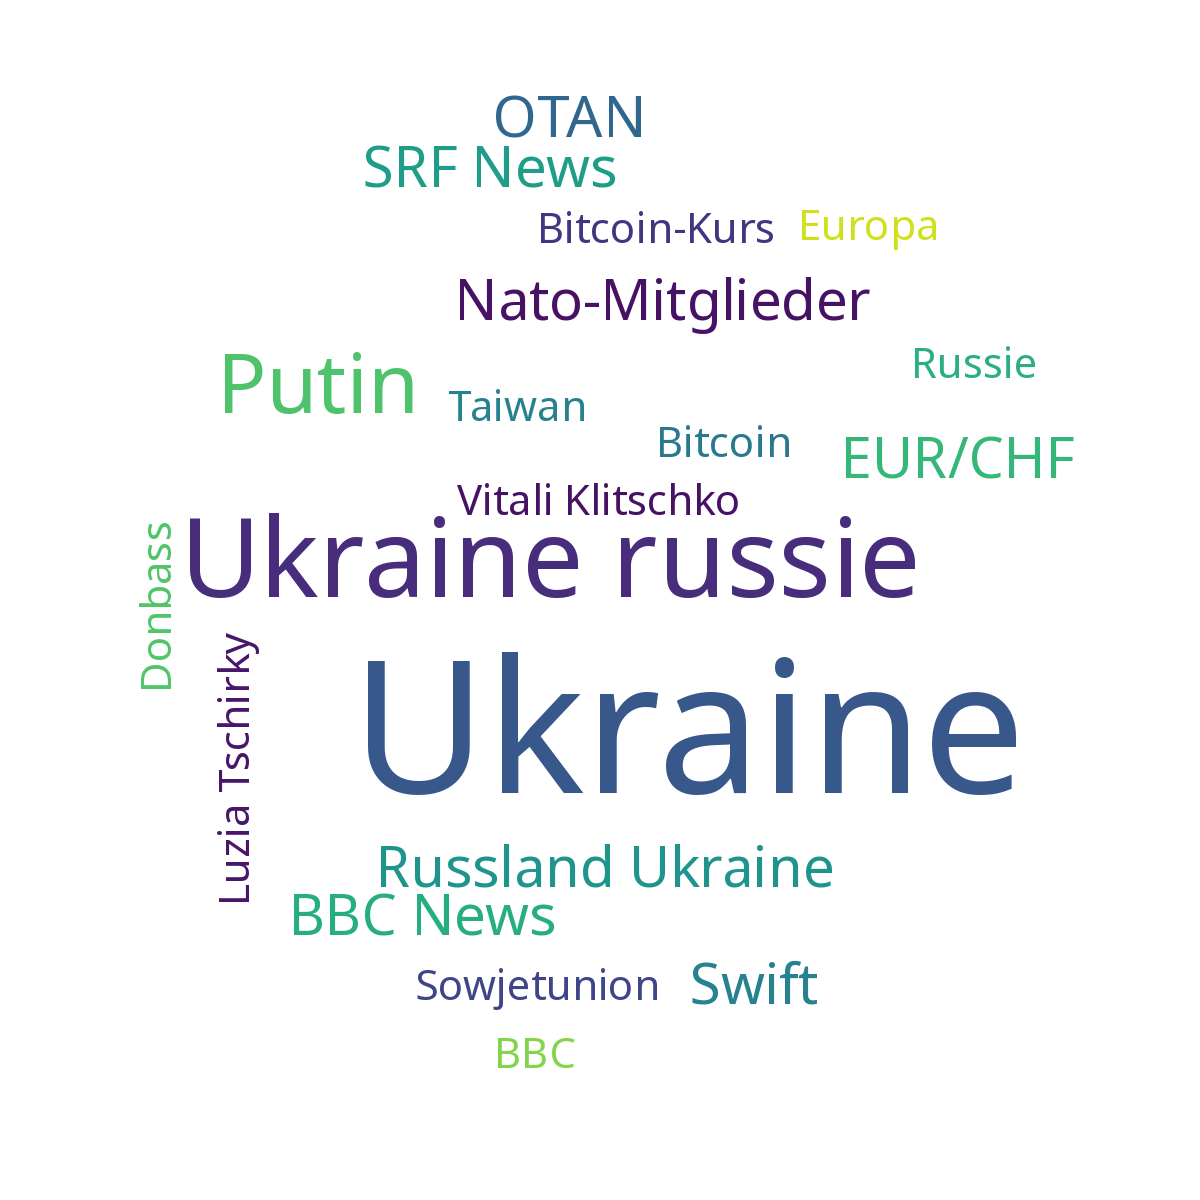 OTAN
SRF News
Bitcoin-Kurs
Europa
Nato-Mitglieder
Putin
Russie
Taiwan
Bitcoin
EUR/CHF
Vitali Klitschko
Ukraine russie
Donbass
Luzia Tschirky
Ukraine
Russland Ukraine
BBC News
Sowjetunion
Swift
BBC